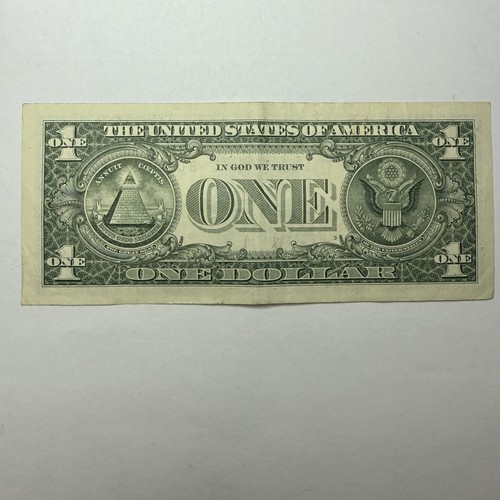 THE UNITED STATES OF AMERICA
1 ONE
1 ONE
ANNUIT CŒPTIS
IN GOD WE TRUST
ONE
1 ONE
1 ONE
ONE DOLLAR